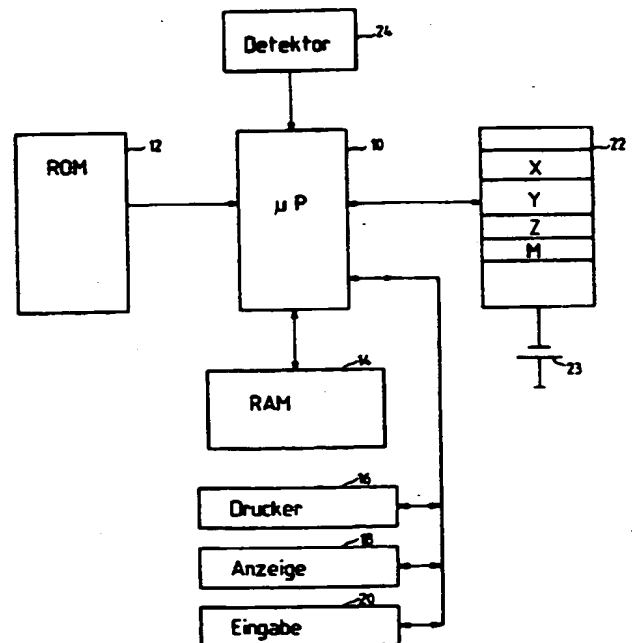 Detektor 24
ROM 12
μP 10
22
X
Y
Z
M
23
RAM 14
Drucker 16
Anzeige 18
Eingabe 20